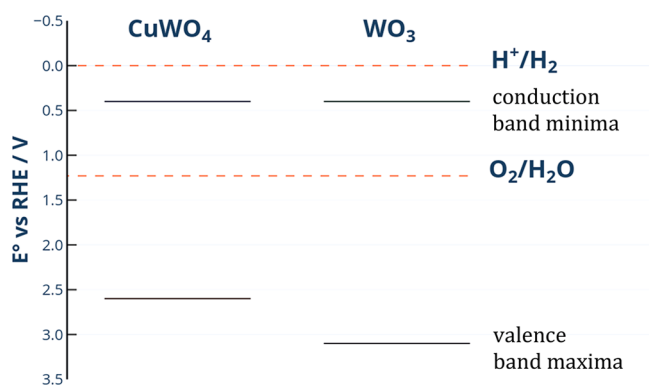 −0.5
CuWO₄
WO₃
0.0
H⁺/H₂
0.5
conduction
band minima
1.0
O₂/H₂O
1.5
2.0
2.5
3.0
valence
band maxima
3.5
E° vs RHE / V